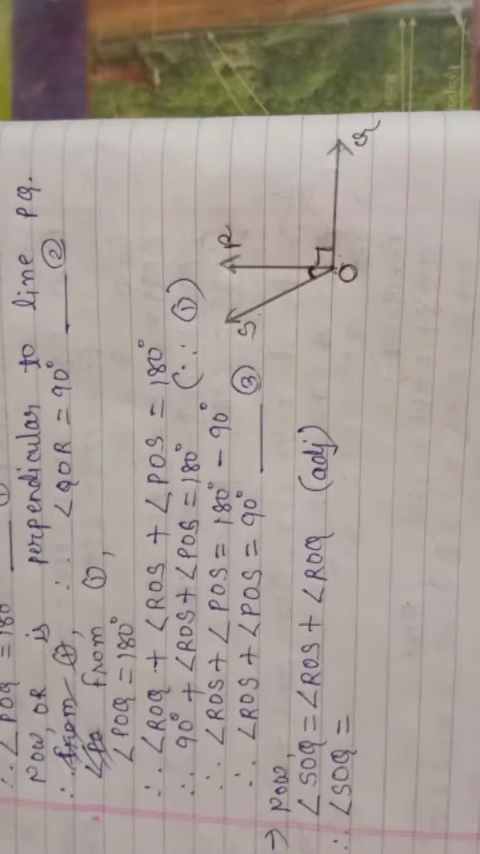 ∴ ∠POQ = 180° ___ ①
Now, OR is perpendicular to line PQ.
∴ ∠QOR = 90° ___ ②
from ①,
∠POQ = 180°
∴ ∠ROQ + ∠ROS + ∠POS = 180°
∴ 90° + ∠ROS + ∠POS = 180° (∵ ①)
∴ ∠ROS + ∠POS = 180° - 90°
∴ ∠ROS + ∠POS = 90° ___ ③
→ Now,
∠SOQ = ∠ROS + ∠ROQ (adj)
∴ ∠SOQ =
S
R
O
Q